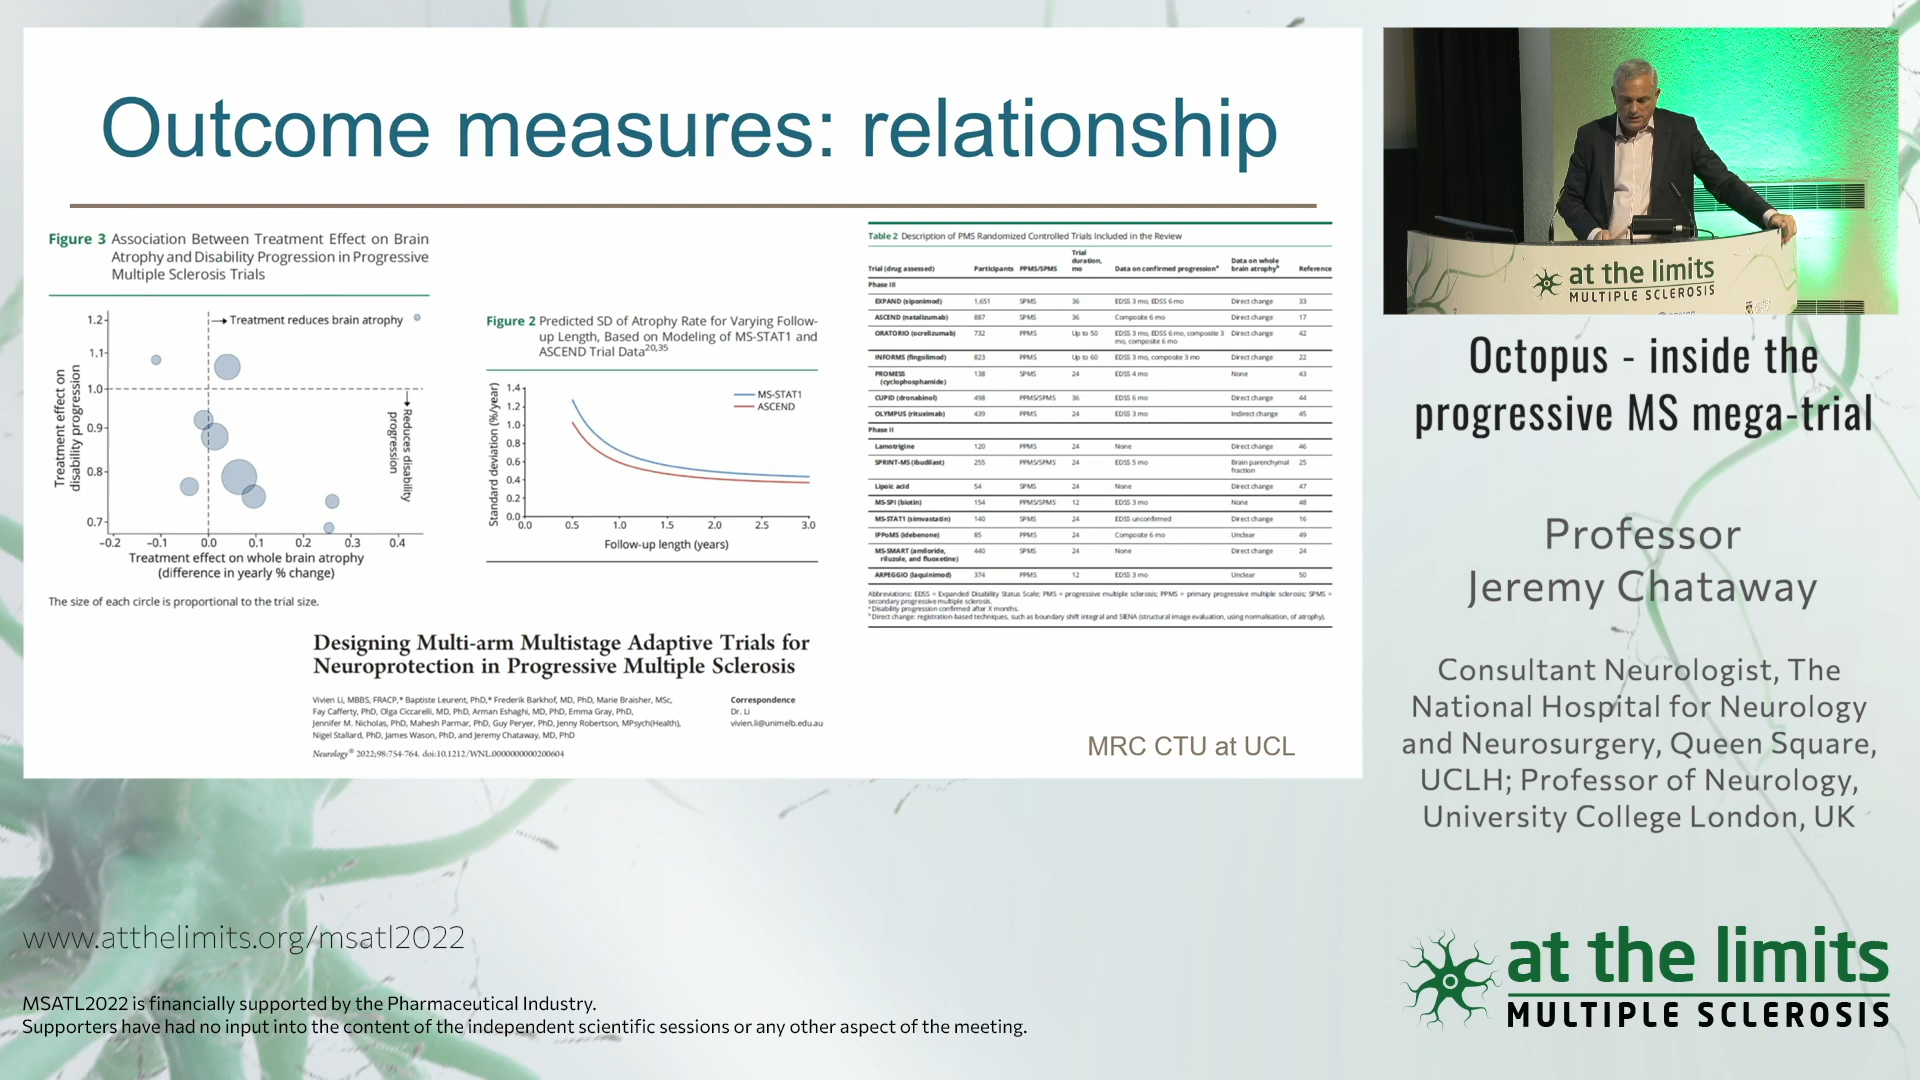 Outcome measures: relationship
Figure 3 Association Between Treatment Effect on Brain
Atrophy and Disability Progression in Progressive
Multiple Sclerosis Trials
1.2
1.1
1.0
0.9
0.8
0.7
Treatment effect on
disability progression
Treatment reduces brain atrophy
Reduces disability
progression
−0.2 −0.1 0.0 0.1 0.2 0.3 0.4
Treatment effect on whole brain atrophy
(difference in yearly % change)
The size of each circle is proportional to the trial size.
Figure 2 Predicted SD of Atrophy Rate for Varying Follow-
up Length, Based on Modeling of MS-STAT1 and
ASCEND Trial Data20,35
Standard deviation (%/year)
1.4
1.2
1.0
0.8
0.6
0.4
0.2
0.0
MS-STAT1
ASCEND
0.0 0.5 1.0 1.5 2.0 2.5 3.0
Follow-up length (years)
Table 2 Description of PMS Randomized Controlled Trials Included in the Review
Trial (drug assessed) Participants PPMS/SPMS Trial duration, mo Data on confirmed progressiona Data on whole brain atrophyb Reference
Phase III
EXPAND (siponimod) 1,651 SPMS 36 EDSS 3 mo, EDSS 6 mo Direct change 33
ASCEND (natalizumab) 887 SPMS 36 Composite 6 mo Direct change 17
ORATORIO (ocrelizumab) 732 PPMS Up to 50 EDSS 3 mo, EDSS 6 mo, composite 3 mo, composite 6 mo Direct change 42
INFORMS (fingolimod) 823 PPMS Up to 60 EDSS 3 mo, composite 3 mo Direct change 22
PROMESS (cyclophosphamide) 138 SPMS 24 EDSS 4 mo None 43
CUPID (dronabinol) 498 PPMS/SPMS 36 EDSS 6 mo Direct change 44
OLYMPUS (rituximab) 439 PPMS 24 EDSS 3 mo Indirect change 45
Phase II
Lamotrigine 120 PPMS 24 None Direct change 46
SPRINT-MS (ibudilast) 255 PPMS/SPMS 24 EDSS 5 mo Brain parenchymal fraction 25
Lipoic acid 54 SPMS 24 None Direct change 47
MS-SPI (biotin) 154 PPMS/SPMS 12 EDSS 3 mo None 48
MS-STAT1 (simvastatin) 140 SPMS 24 EDSS unconfirmed Direct change 16
IPPoMS (idebenone) 85 PPMS 24 Composite 6 mo Unclear 49
MS-SMART (amiloride, riluzole, and fluoxetine) 440 SPMS 24 None Direct change 24
ARPEGGIO (laquinimod) 374 PPMS 12 EDSS 3 mo Unclear 50
Abbreviations: EDSS = Expanded Disability Status Scale; PMS = progressive multiple sclerosis; PPMS = primary progressive multiple sclerosis; SPMS =
secondary progressive multiple sclerosis.
a Disability progression confirmed after X months.
b Direct change: registration-based techniques, such as boundary shift integral and SIENA (structural image evaluation, using normalisation, of atrophy).
Designing Multi-arm Multistage Adaptive Trials for
Neuroprotection in Progressive Multiple Sclerosis
Vivien Li, MBBS, FRACP,* Baptiste Leurent, PhD,* Frederik Barkhof, MD, PhD, Marie Braisher, MSc,
Fay Cafferty, PhD, Olga Ciccarelli, MD, PhD, Arman Eshaghi, MD, PhD, Emma Gray, PhD,
Jennifer M. Nicholas, PhD, Mahesh Parmar, PhD, Guy Peryer, PhD, Jenny Robertson, MPsych(Health),
Nigel Stallard, PhD, James Wason, PhD, and Jeremy Chataway, MD, PhD
Correspondence
Dr. Li
vivien.li@unimelb.edu.au
Neurology® 2022;98:754-764. doi:10.1212/WNL.0000000000200604
MRC CTU at UCL
at the limits
MULTIPLE SCLEROSIS
Octopus - inside the
progressive MS mega-trial
Professor
Jeremy Chataway
Consultant Neurologist, The
National Hospital for Neurology
and Neurosurgery, Queen Square,
UCLH; Professor of Neurology,
University College London, UK
www.atthelimits.org/msatl2022
MSATL2022 is financially supported by the Pharmaceutical Industry.
Supporters have had no input into the content of the independent scientific sessions or any other aspect of the meeting.
at the limits
MULTIPLE SCLEROSIS